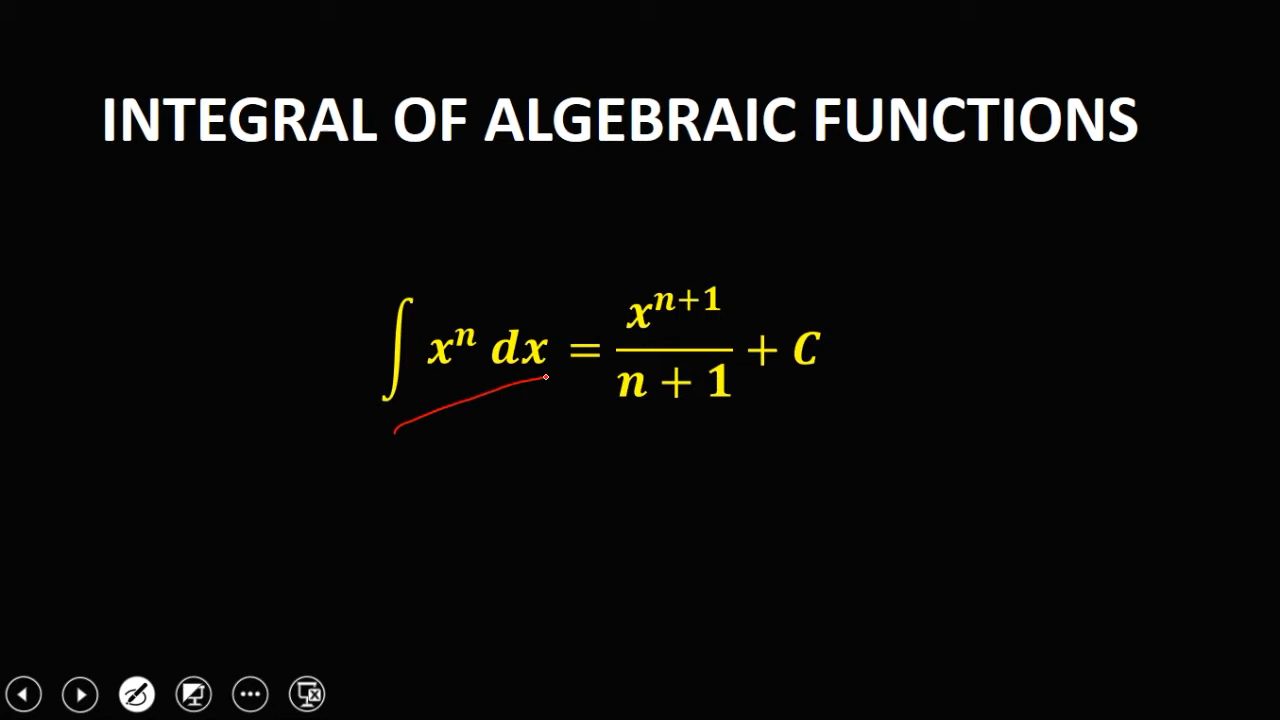 INTEGRAL OF ALGEBRAIC FUNCTIONS
∫ xⁿ dx = xⁿ⁺¹/(n + 1) + C